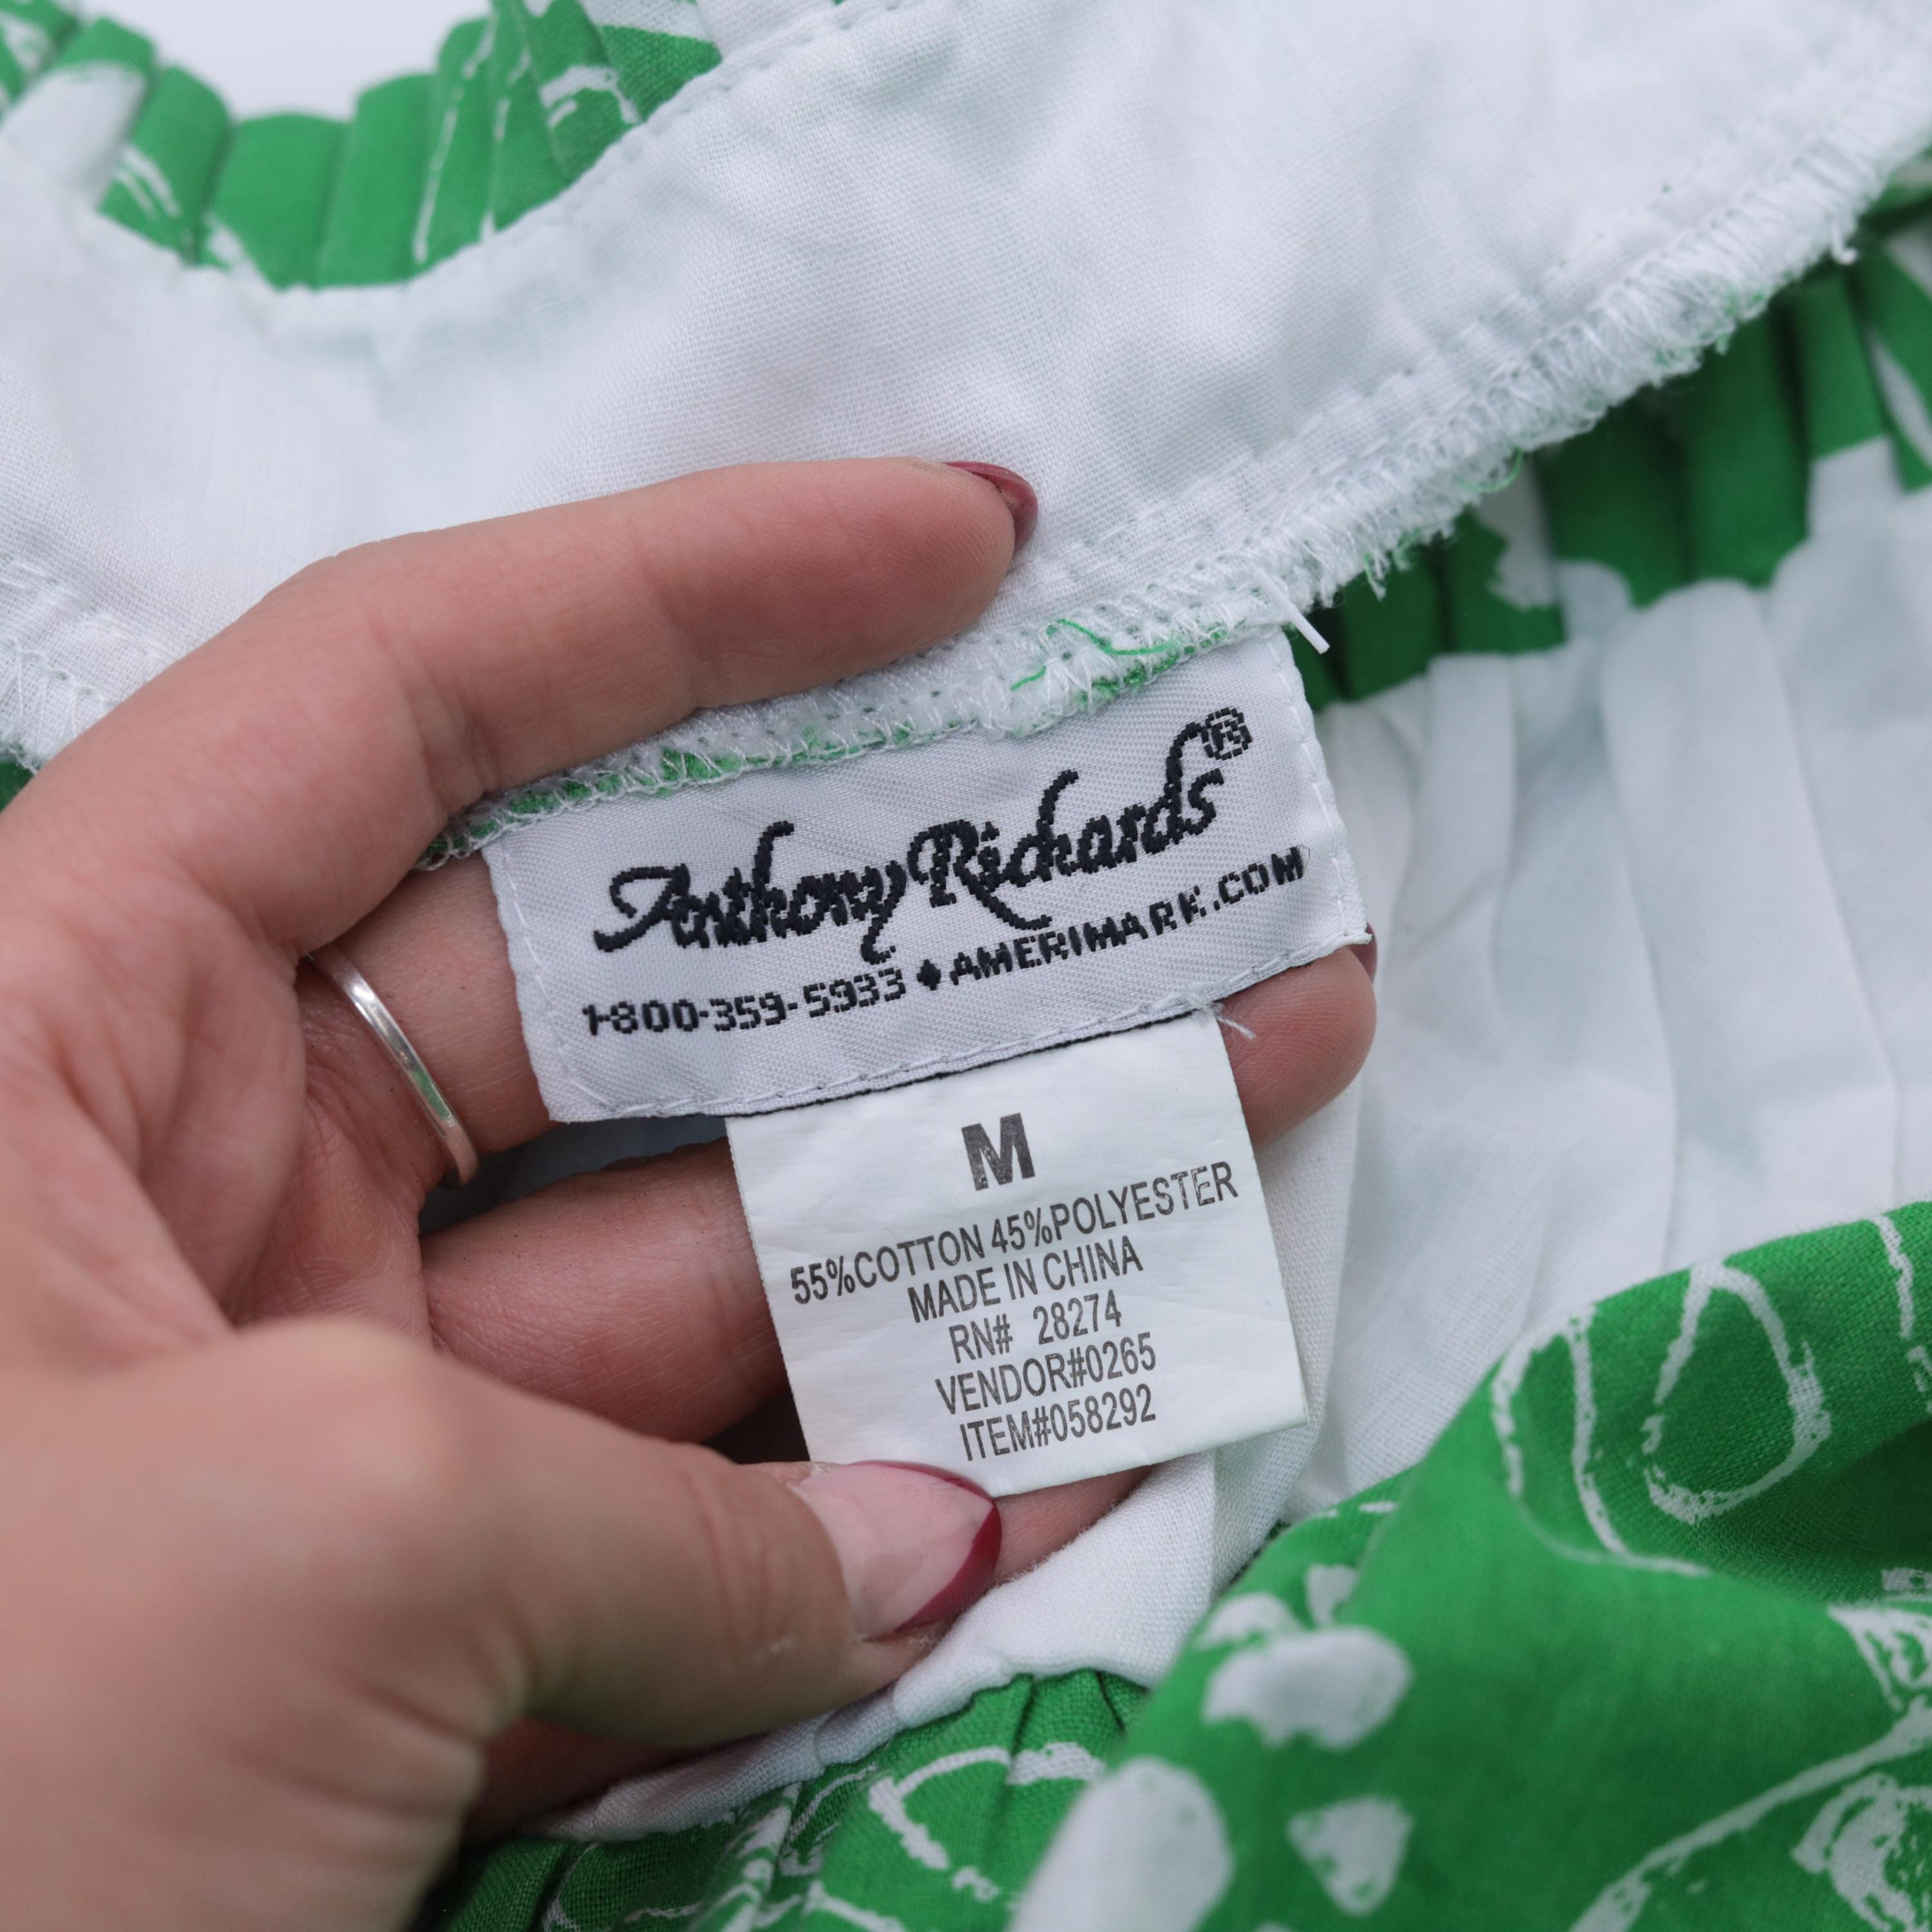 Anthony Richards®
1-800-359-5933 ♦ AMERIMARK.COM
M
55%COTTON 45%POLYESTER
MADE IN CHINA
RN# 28274
VENDOR#0265
ITEM#058292